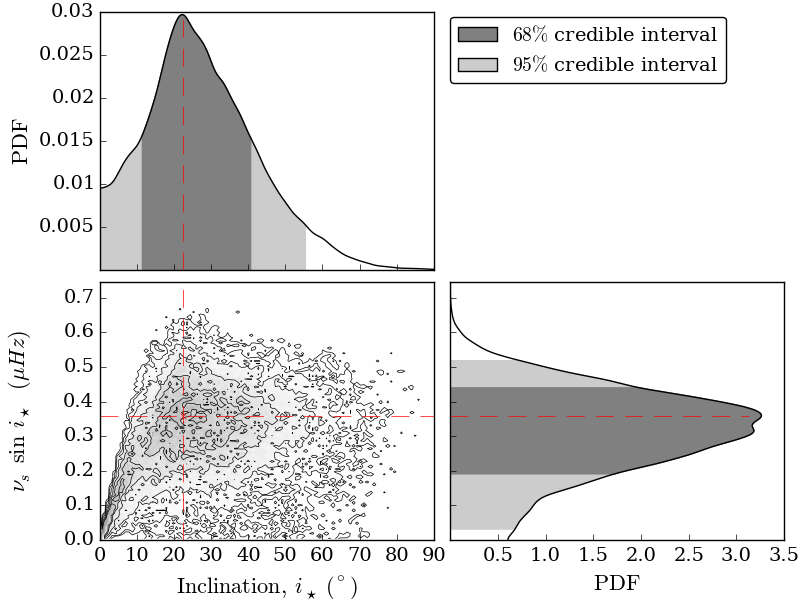 0.03
0.025
0.02
0.015
0.01
0.005
PDF
68% credible interval
95% credible interval
0.7
0.6
0.5
0.4
0.3
0.2
0.1
0.0
ν_s sin i_⋆ (μHz)
0 10 20 30 40 50 60 70 80 90
Inclination, i_⋆ (°)
0.5 1.0 1.5 2.0 2.5 3.0 3.5
PDF